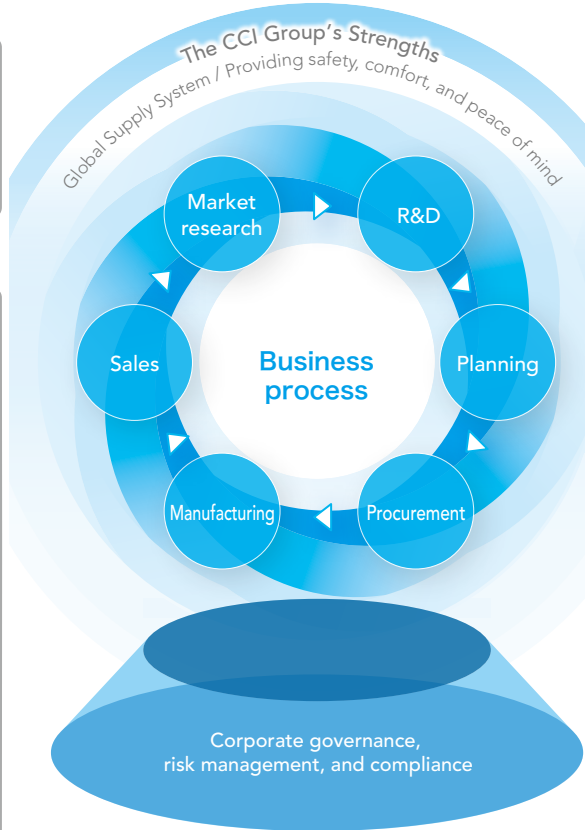 The CCI Group’s Strengths
Global Supply System / Providing safety, comfort, and peace of mind
Market
research
R&D
Sales
Business
process
Planning
Manufacturing
Procurement
Corporate governance,
risk management, and compliance